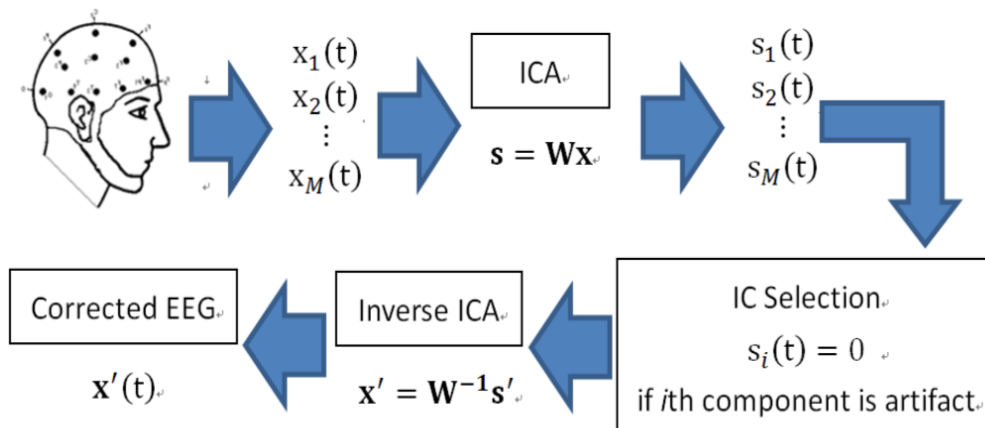 x₁(t)
x₂(t)
⋮
x_M(t)
ICA
s = Wx
s₁(t)
s₂(t)
⋮
s_M(t)
IC Selection
sᵢ(t) = 0
if ith component is artifact
Inverse ICA
x′ = W⁻¹s′
Corrected EEG
x′(t)